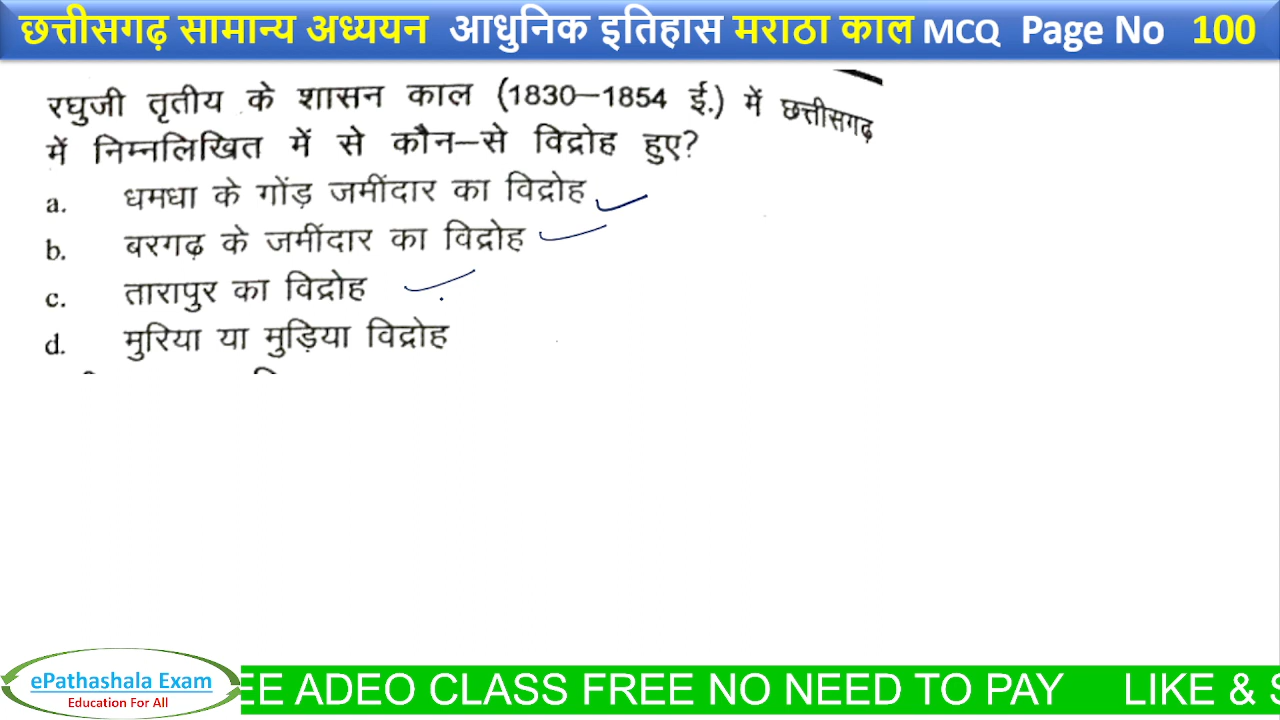 छत्तीसगढ़ सामान्य अध्ययन आधुनिक इतिहास मराठा काल MCQ Page No 100
रघुजी तृतीय के शासन काल (1830–1854 ई.) में छत्तीसगढ़
में निम्नलिखित में से कौन–से विद्रोह हुए?
a. धमधा के गोंड़ जमींदार का विद्रोह
b. बरगढ़ के जमींदार का विद्रोह
c. तारापुर का विद्रोह
d. मुरिया या मुड़िया विद्रोह
ePathashala Exam
Education For All
EE ADEO CLASS FREE NO NEED TO PAY LIKE & S